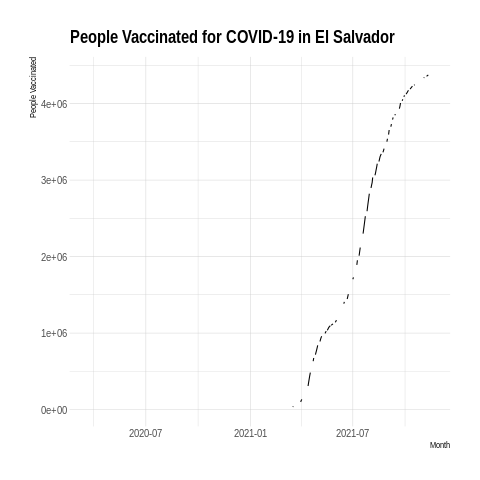 People Vaccinated for COVID-19 in El Salvador
People Vaccinated
4e+06
3e+06
2e+06
1e+06
0e+00
2020-07
2021-01
2021-07
Month